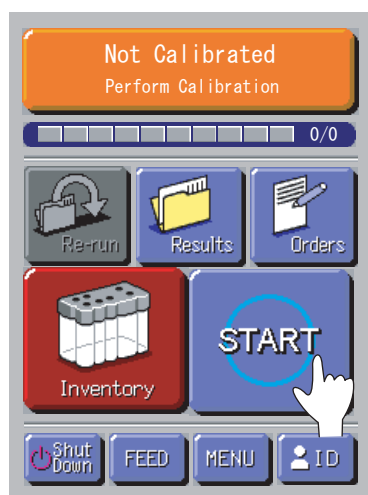 Not Calibrated
Perform Calibration
0/0
Re-run Results Orders
Inventory START
Shut Down FEED MENU ID